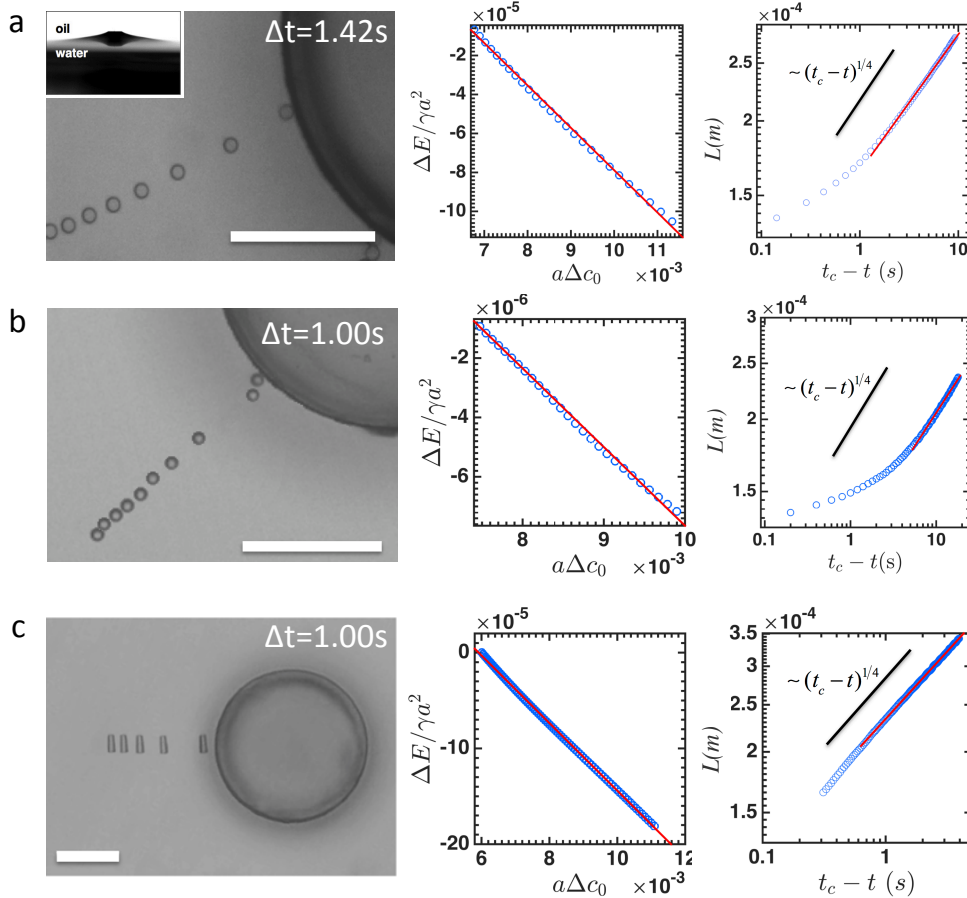 a
oil
water
Δt=1.42s
×10⁻⁵
-2
-4
-6
-8
-10
ΔE/γa²
7 8 9 10 11
aΔc₀ ×10⁻³
×10⁻⁴
2.5
2
1.5
L(m)
~(t_c − t)^{1/4}
0.1 1 10
t_c − t (s)
b
Δt=1.00s
×10⁻⁶
-2
-4
-6
ΔE/γa²
8 9 10
aΔc₀ ×10⁻³
×10⁻⁴
3
2.5
2
1.5
L(m)
~(t_c − t)^{1/4}
0.1 1 10
t_c − t(s)
c
Δt=1.00s
×10⁻⁵
0
-10
-20
ΔE/γa²
6 8 10 12
aΔc₀ ×10⁻³
×10⁻⁴
3.5
3
2.5
2
1.5
L(m)
~(t_c − t)^{1/4}
0.1 1
t_c − t (s)